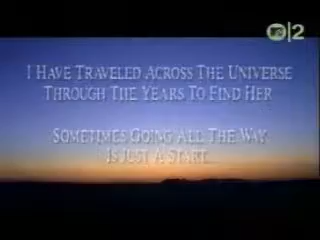 2
I HAVE TRAVELED ACROSS THE UNIVERSE
THROUGH THE YEARS TO FIND HER
SOMETIMES GOING ALL THE WAY
IS JUST A START...